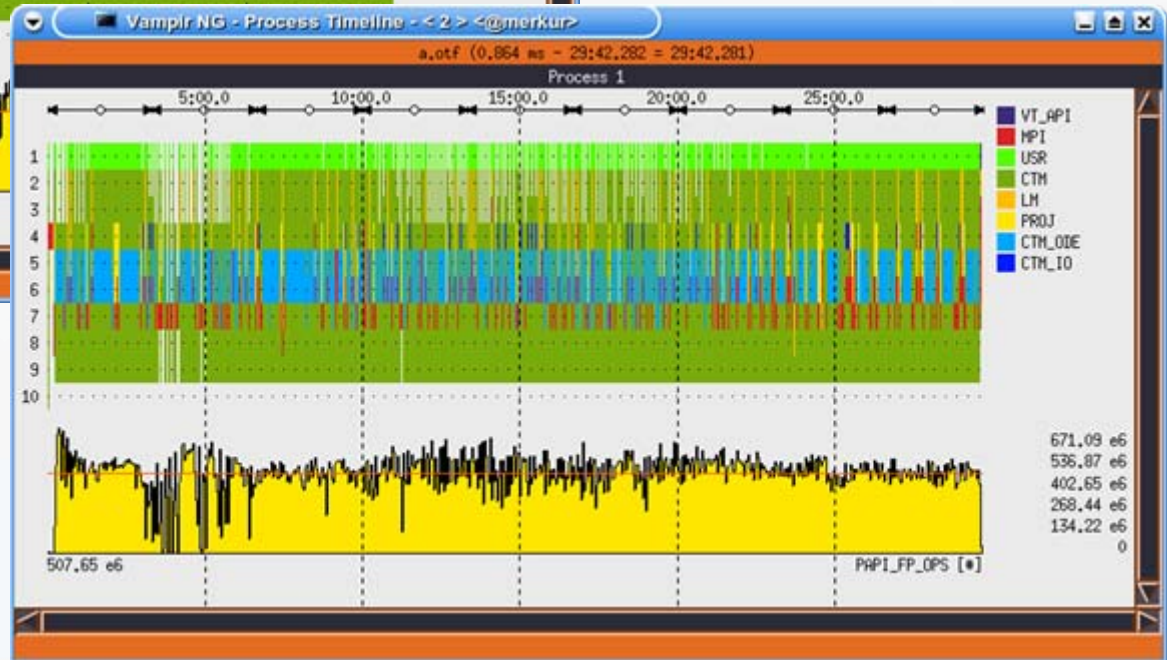 Vampir NG - Process Timeline - < 2 > <@merkur>
a.otf (0.864 ms - 29:42.282 = 29:42.281)
Process 1
5:00.0 10:00.0 15:00.0 20:00.0 25:00.0
VT_API
MPI
USR
CTM
LM
PROJ
CTM_ODE
CTM_IO
1
2
3
4
5
6
7
8
9
10
671.09 e6
536.87 e6
402.65 e6
268.44 e6
134.22 e6
0
507.65 e6 PAPI_FP_OPS [*]